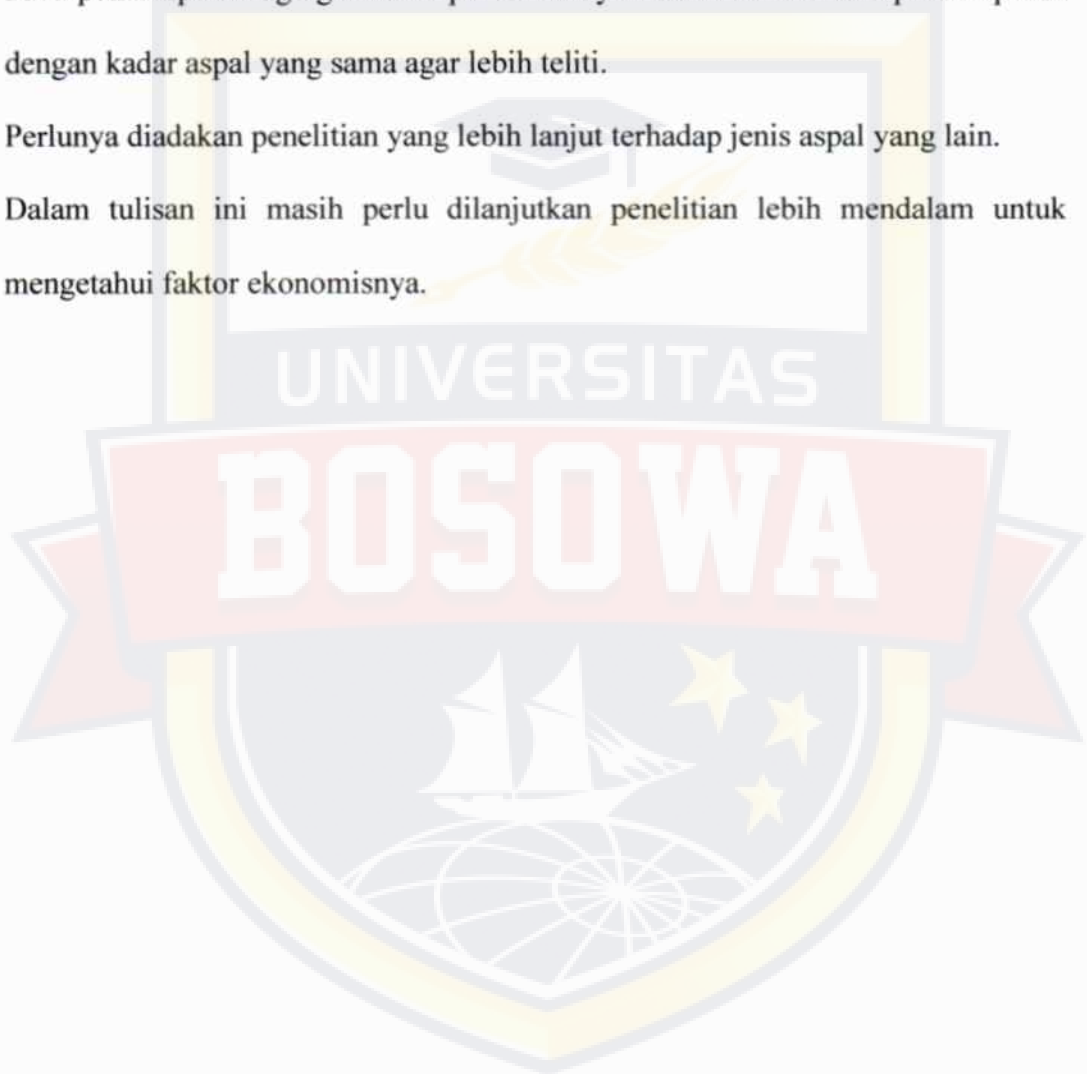 dengan kadar aspal yang sama agar lebih teliti.
Perlunya diadakan penelitian yang lebih lanjut terhadap jenis aspal yang lain.
Dalam tulisan ini masih perlu dilanjutkan penelitian lebih mendalam untuk
mengetahui faktor ekonomisnya.
UNIVERSITAS
BOSOWA